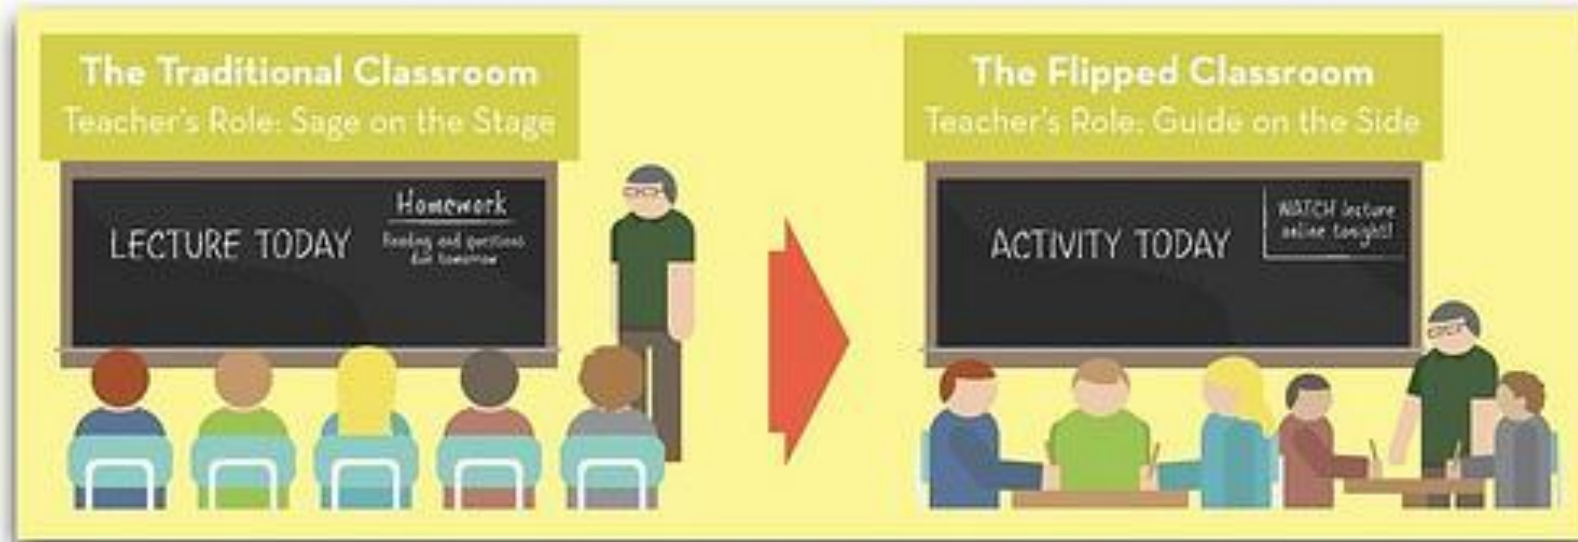 The Traditional Classroom
Teacher's Role: Sage on the Stage
LECTURE TODAY
Homework
Reading and questions
due tomorrow
The Flipped Classroom
Teacher's Role: Guide on the Side
ACTIVITY TODAY
WATCH lecture
online tonight!